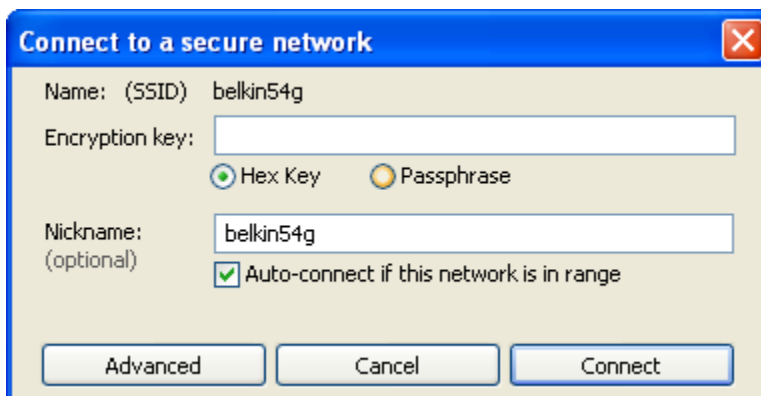 Connect to a secure network
Name: (SSID) belkin54g
Encryption key:
Hex Key Passphrase
Nickname: belkin54g
(optional)
Auto-connect if this network is in range
Advanced Cancel Connect